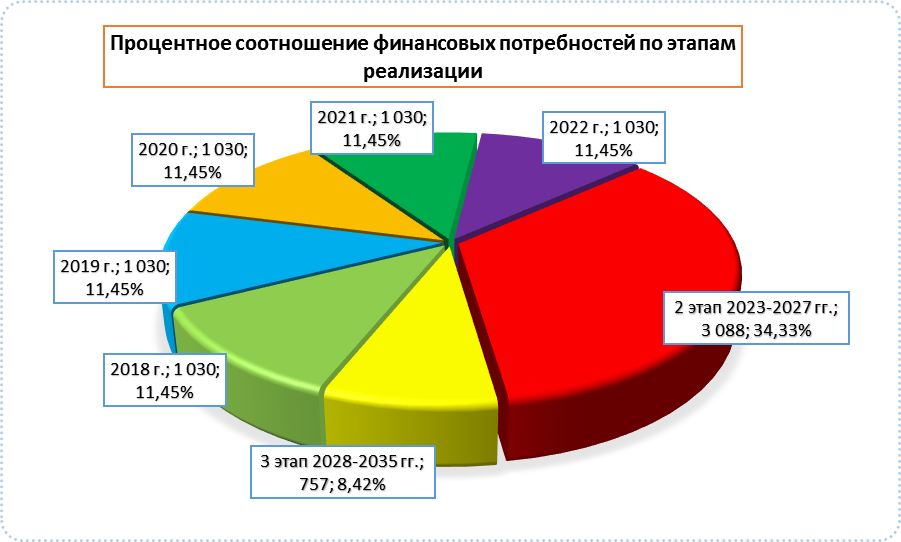 Процентное соотношение финансовых потребностей по этапам
реализации
2021 г.; 1 030;
11,45%
2022 г.; 1 030;
11,45%
2020 г.; 1 030;
11,45%
2019 г.; 1 030;
11,45%
2 этап 2023-2027 гг.;
3 088; 34,33%
2018 г.; 1 030;
11,45%
3 этап 2028-2035 гг.;
757; 8,42%